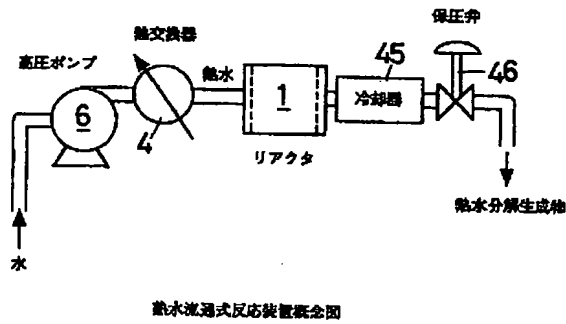 保圧弁
熱交換器
高圧ポンプ
熱水
45
46
6
4
1
冷却器
リアクタ
熱水分解生成物
水
熱水流通式反応装置概念図